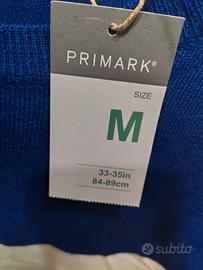 PRIMARK®
SIZE
M
33-35in
84-89cm
subito